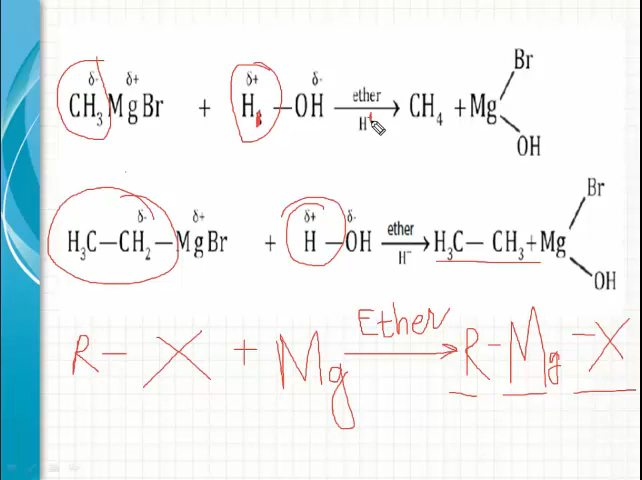 δ- δ+ δ+ δ- Br
CH₃MgBr + H —OH ether H⁺ CH₄ + Mg
OH
δ- δ+ δ+ δ- Br
H₃C—CH₂—MgBr + H—OH ether H⁻ H₃C—CH₃+Mg
OH
R - X + Mg Ether R-Mg-X